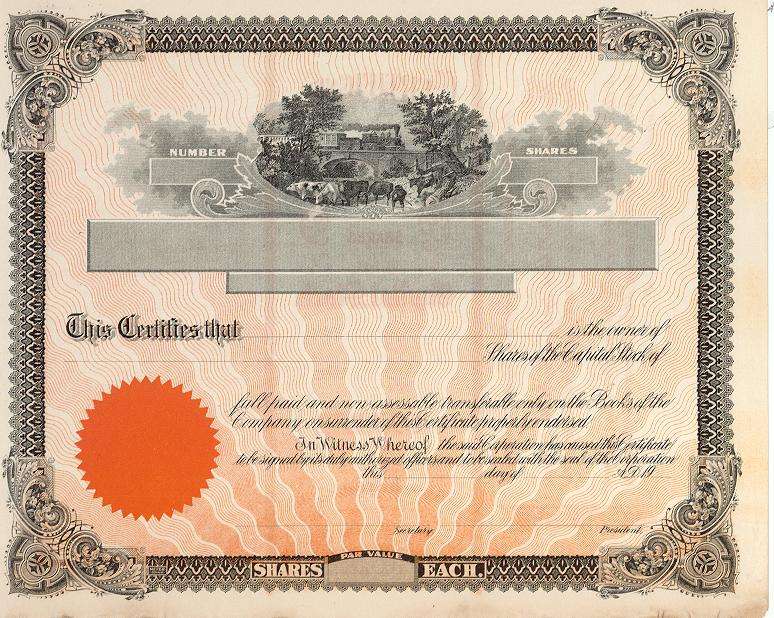 NUMBER
SHARES
This Certifies that
is the owner of
Shares of the Capital Stock of
full paid and non-assessable transferable only on the Books of the
Company on surrender of this Certificate properly endorsed.
In Witness Whereof, the said Corporation has caused this Certificate
to be signed by its duly authorized officers and to be sealed with the seal of the Corporation
this day of A.D. 19
Secretary. President.
PAR VALUE
SHARES EACH.